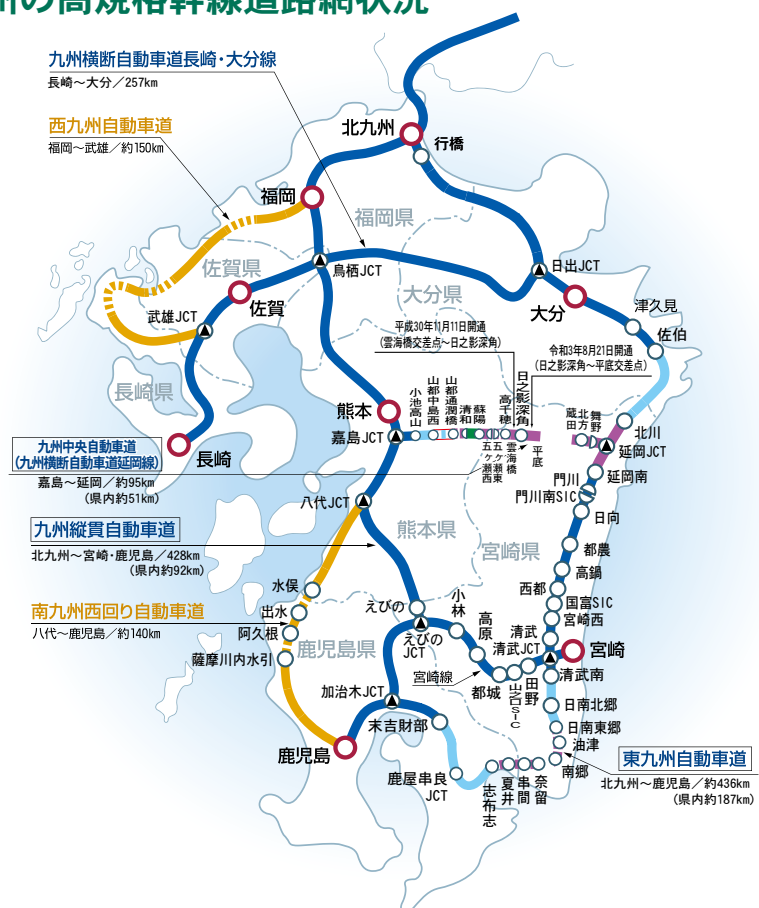 州の高規格幹線道路網状況
九州横断自動車道長崎・大分線
長崎～大分／257km
西九州自動車道
福岡～武雄／約150km
北九州
行橋
福岡
福岡県
佐賀県
鳥栖JCT
日出JCT
大分県
佐賀
大分
津久見
武雄JCT
佐伯
平成30年11月11日開通
(雲海橋交差点～日之影深角)
令和3年8月21日開通
(日之影深角～平底交差点)
長崎県
熊本
嘉島JCT
小池高山
山都中島西
山都通潤橋
清和
蘇陽
五ヶ瀬西
五ヶ瀬東
高千穂
雲海橋
日之影深角
平底
蔵田
北方
舞野
北川
延岡JCT
延岡南
長崎
九州中央自動車道
(九州横断自動車道延岡線)
嘉島～延岡／約95km
(県内約51km)
門川
門川南SIC
日向
八代JCT
九州縦貫自動車道
北九州～宮崎・鹿児島／428km
(県内約92km)
熊本県
宮崎県
都農
高鍋
西都
国富SIC
宮崎西
水俣
南九州西回り自動車道
八代～鹿児島／約140km
出水
阿久根
薩摩川内水引
鹿児島県
えびの
えびの
JCT
小林
高原
清武
清武JCT
宮崎
清武南
宮崎線
都城
山之口SIC
田野
加治木JCT
末吉財部
日南北郷
日南東郷
油津
鹿児島
鹿屋串良
JCT
志布志
夏井
串間
奈留
南郷
東九州自動車道
北九州～鹿児島／約436km
(県内約187km)